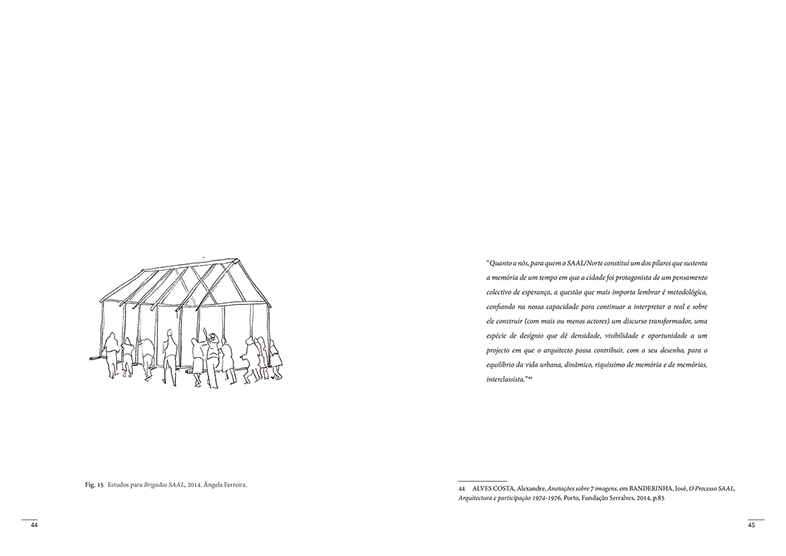 Fig. 15 Estudos para Brigadas SAAL, 2014. Ângela Ferreira.
44
“Quanto a nós, para quem o SAAL/Norte constitui um dos pilares que sustenta
a memória de um tempo em que a cidade foi protagonista de um pensamento
colectivo de esperança, a questão que mais importa lembrar é metodológica,
confiando na nossa capacidade para continuar a interpretar o real e sobre
ele construir (com mais ou menos actores) um discurso transformador, uma
espécie de desígnio que dê densidade, visibilidade e oportunidade a um
projecto em que o arquitecto possa contribuir, com o seu desenho, para o
equilíbrio da vida urbana, dinâmico, riquíssimo de memória e de memórias,
interclassista.”44
44 ALVES COSTA, Alexandre, Anotações sobre 7 imagens, em BANDERINHA, José, O Processo SAAL,
Arquitectura e participação 1974-1976, Porto, Fundação Serralves, 2014, p.85
45